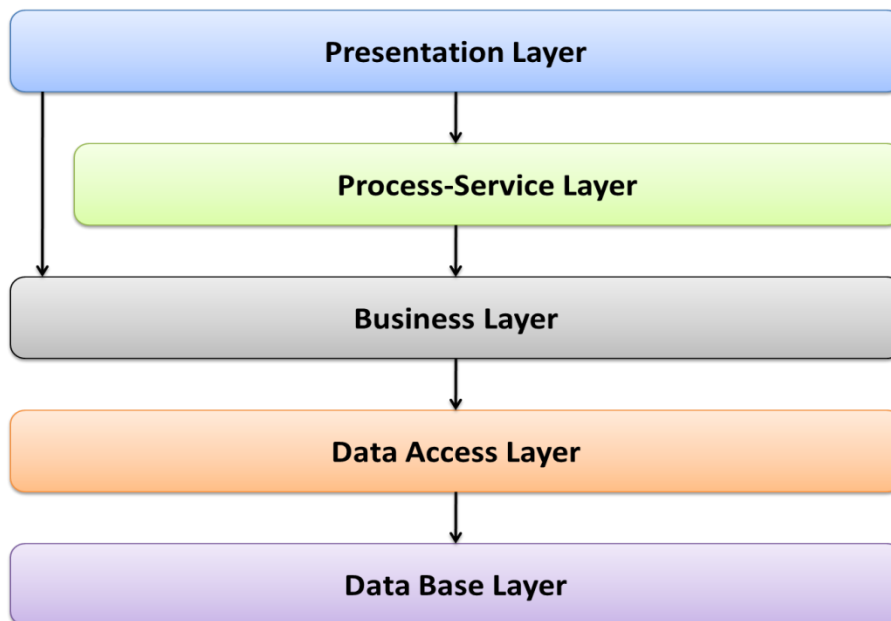 Presentation Layer
Process-Service Layer
Business Layer
Data Access Layer
Data Base Layer